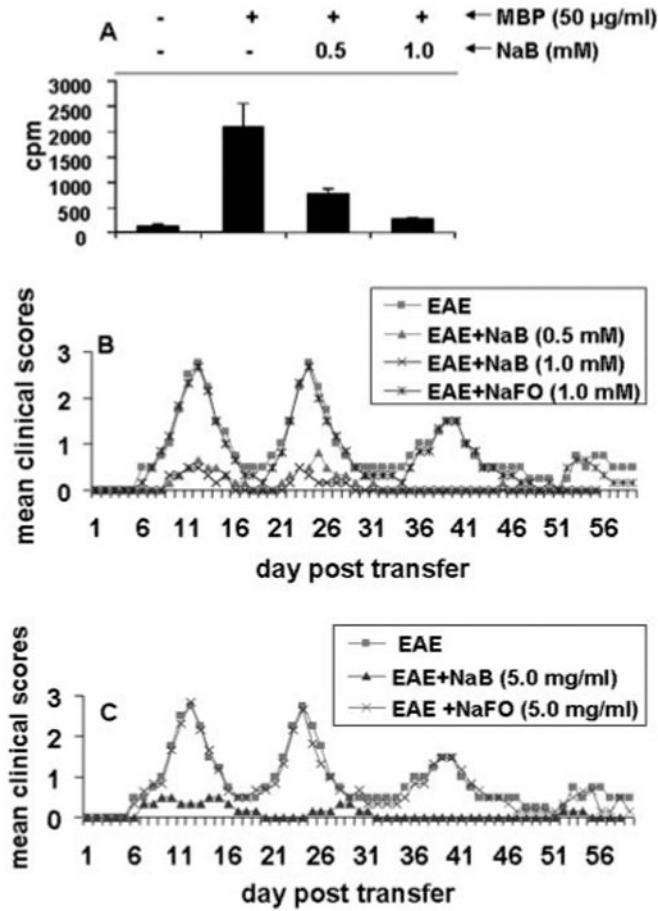 A
- + + + MBP (50 µg/ml)
- - 0.5 1.0 NaB (mM)
3000
2500
2000
1500
1000
500
0
cpm
B
EAE
EAE+NaB (0.5 mM)
EAE+NaB (1.0 mM)
EAE+NaFO (1.0 mM)
3
2
1
0
mean clinical scores
1 6 11 16 21 26 31 36 41 46 51 56
day post transfer
C
EAE
EAE+NaB (5.0 mg/ml)
EAE +NaFO (5.0 mg/ml)
3
2
1
0
mean clinical scores
1 6 11 16 21 26 31 36 41 46 51 56
day post transfer